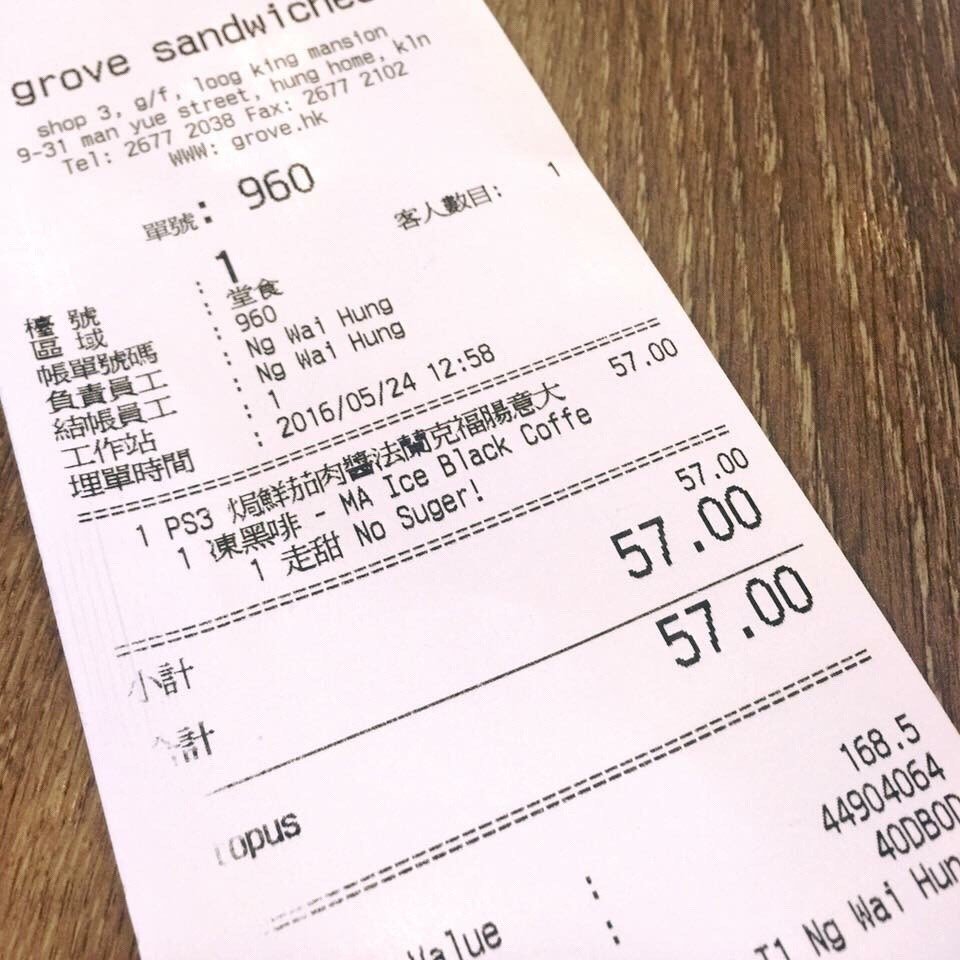 grove sandwiches
shop 3, g/f, loog king mansion
9-31 man yue street, hung home, kln
Tel: 2677 2038 Fax: 2677 2102
WWW: grove.hk
單號 : 960
客人數目: 1
檯 號 : 1
區 域 : 堂食
帳單號碼 : 960
負責員工 : Ng Wai Hung
結帳員工 : Ng Wai Hung
工作站 : 1
埋單時間 : 2016/05/24 12:58
1 PS3 焗鮮茄肉醬法蘭克福腸意大 57.00
1 凍黑啡 - MA Ice Black Coffe
1 走甜 No Suger!
57.00
小計 57.00
合計 57.00
topus
168.5
44904064
40DB0D
Value :
: T1 Ng Wai Hun